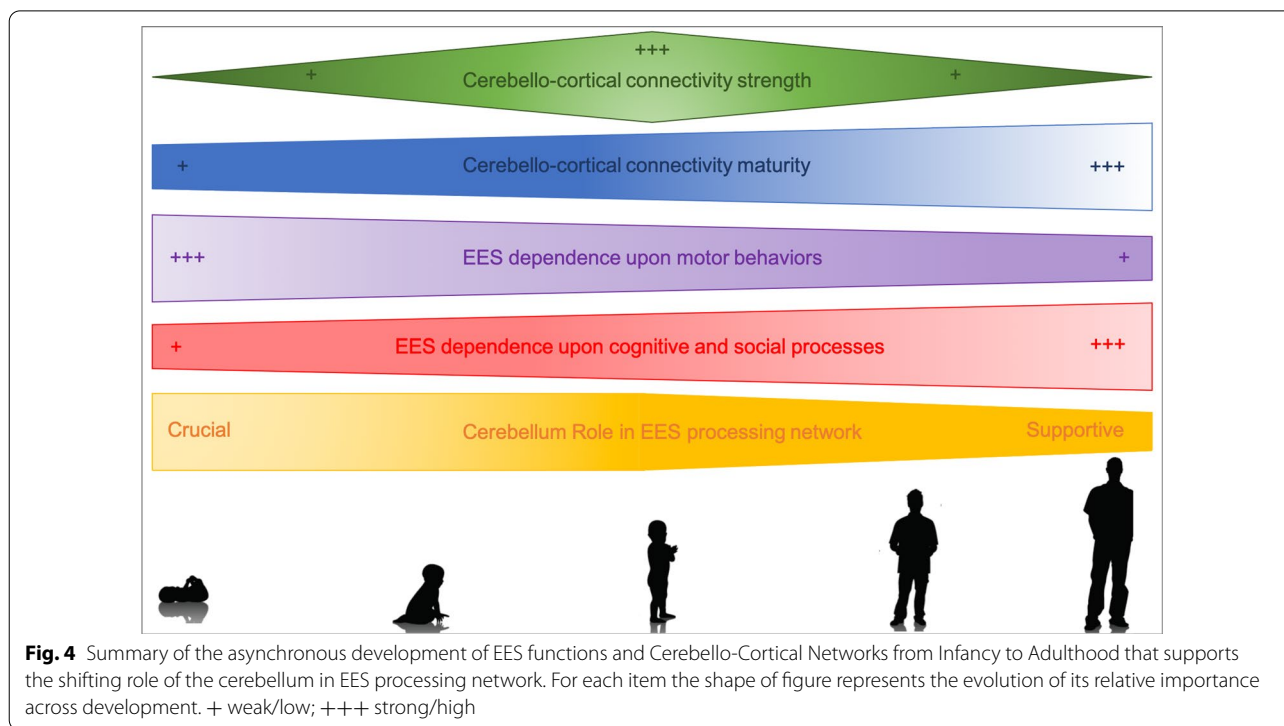 +++
+ Cerebello-cortical connectivity strength +
+ Cerebello-cortical connectivity maturity +++
+++ EES dependence upon motor behaviors +
+ EES dependence upon cognitive and social processes +++
Crucial Cerebellum Role in EES processing network Supportive
Fig. 4 Summary of the asynchronous development of EES functions and Cerebello-Cortical Networks from Infancy to Adulthood that supports
the shifting role of the cerebellum in EES processing network. For each item the shape of figure represents the evolution of its relative importance
across development. + weak/low; +++ strong/high